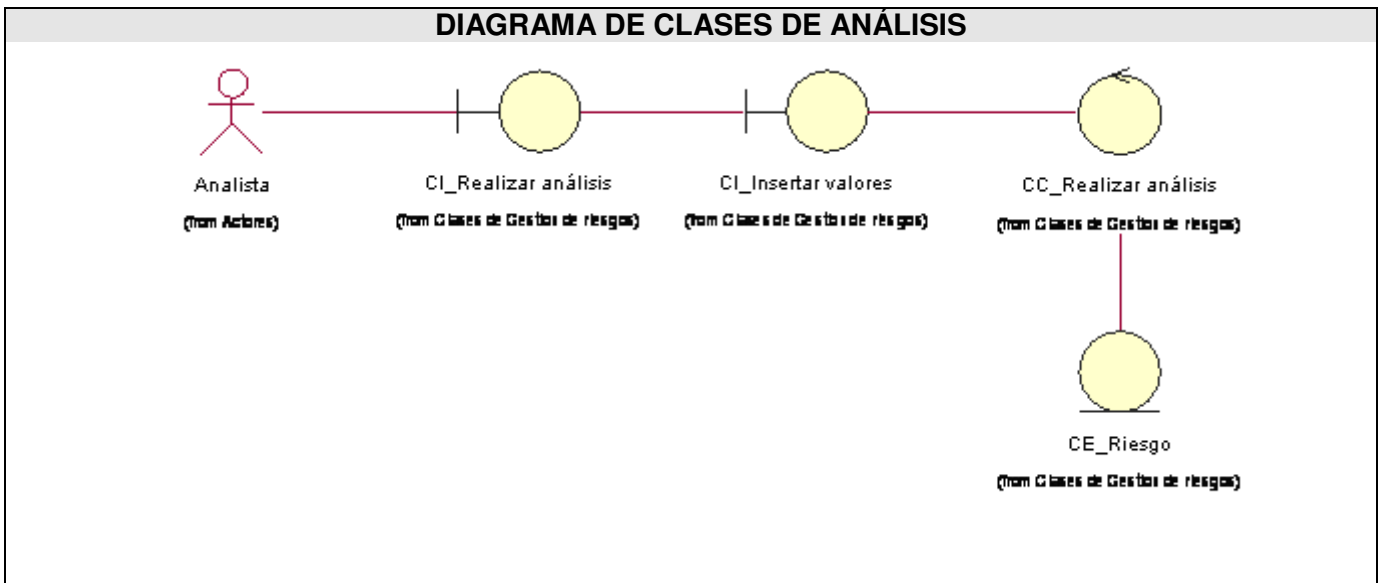 DIAGRAMA DE CLASES DE ANÁLISIS
Analista
(from Actores)
CI_Realizar análisis
(from Clases de Gestion de riesgos)
CI_Insertar valores
(from Clases de Gestion de riesgos)
CC_Realizar análisis
(from Clases de Gestion de riesgos)
CE_Riesgo
(from Clases de Gestion de riesgos)